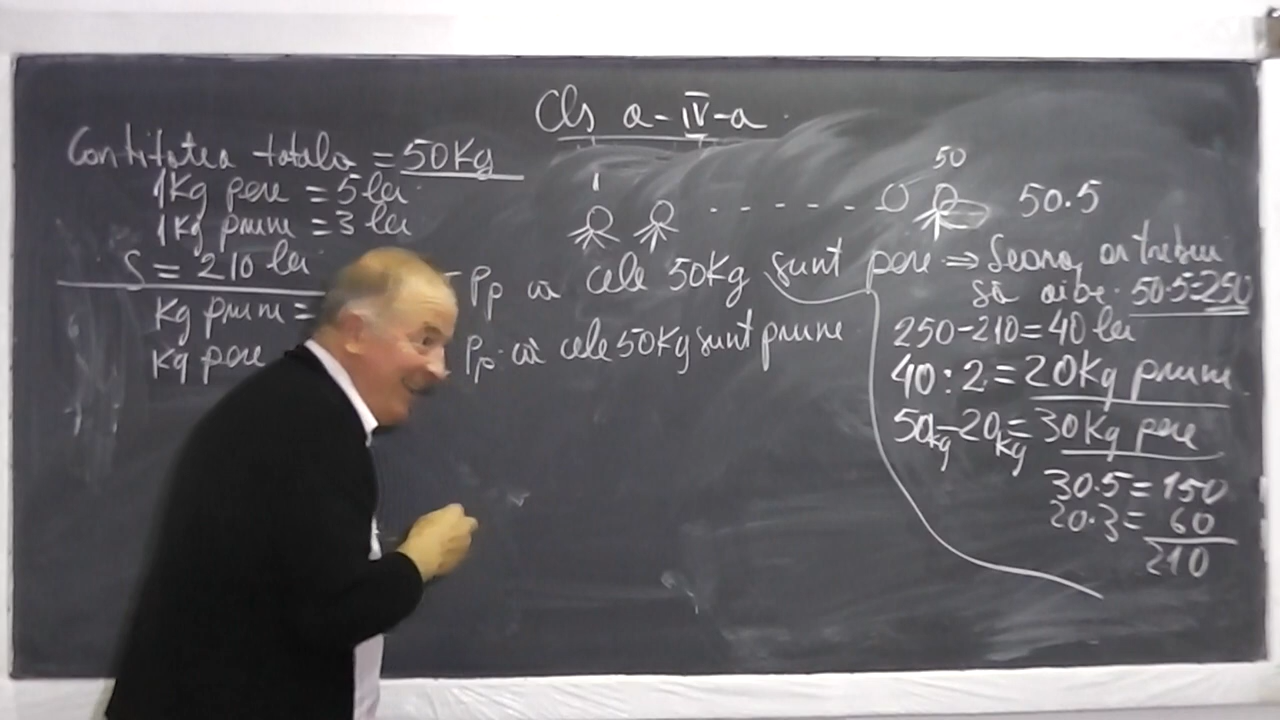 Cls a-IV-a
Contitatea totala = 50Kg
1Kg pere = 5 lei
1Kg prune = 3 lei
S = 210 lei
Kg prune =
Kg pere
1
50
50.5
Pp că cele 50Kg sunt pere ⇒ Seama ar trebui
să aibe. 50.5=250
250-210=40 lei
40:2=20Kg prune
50kg-20kg=30Kg pere
30.5=150
20.3=60
210
Pp. că cele 50Kg sunt prune